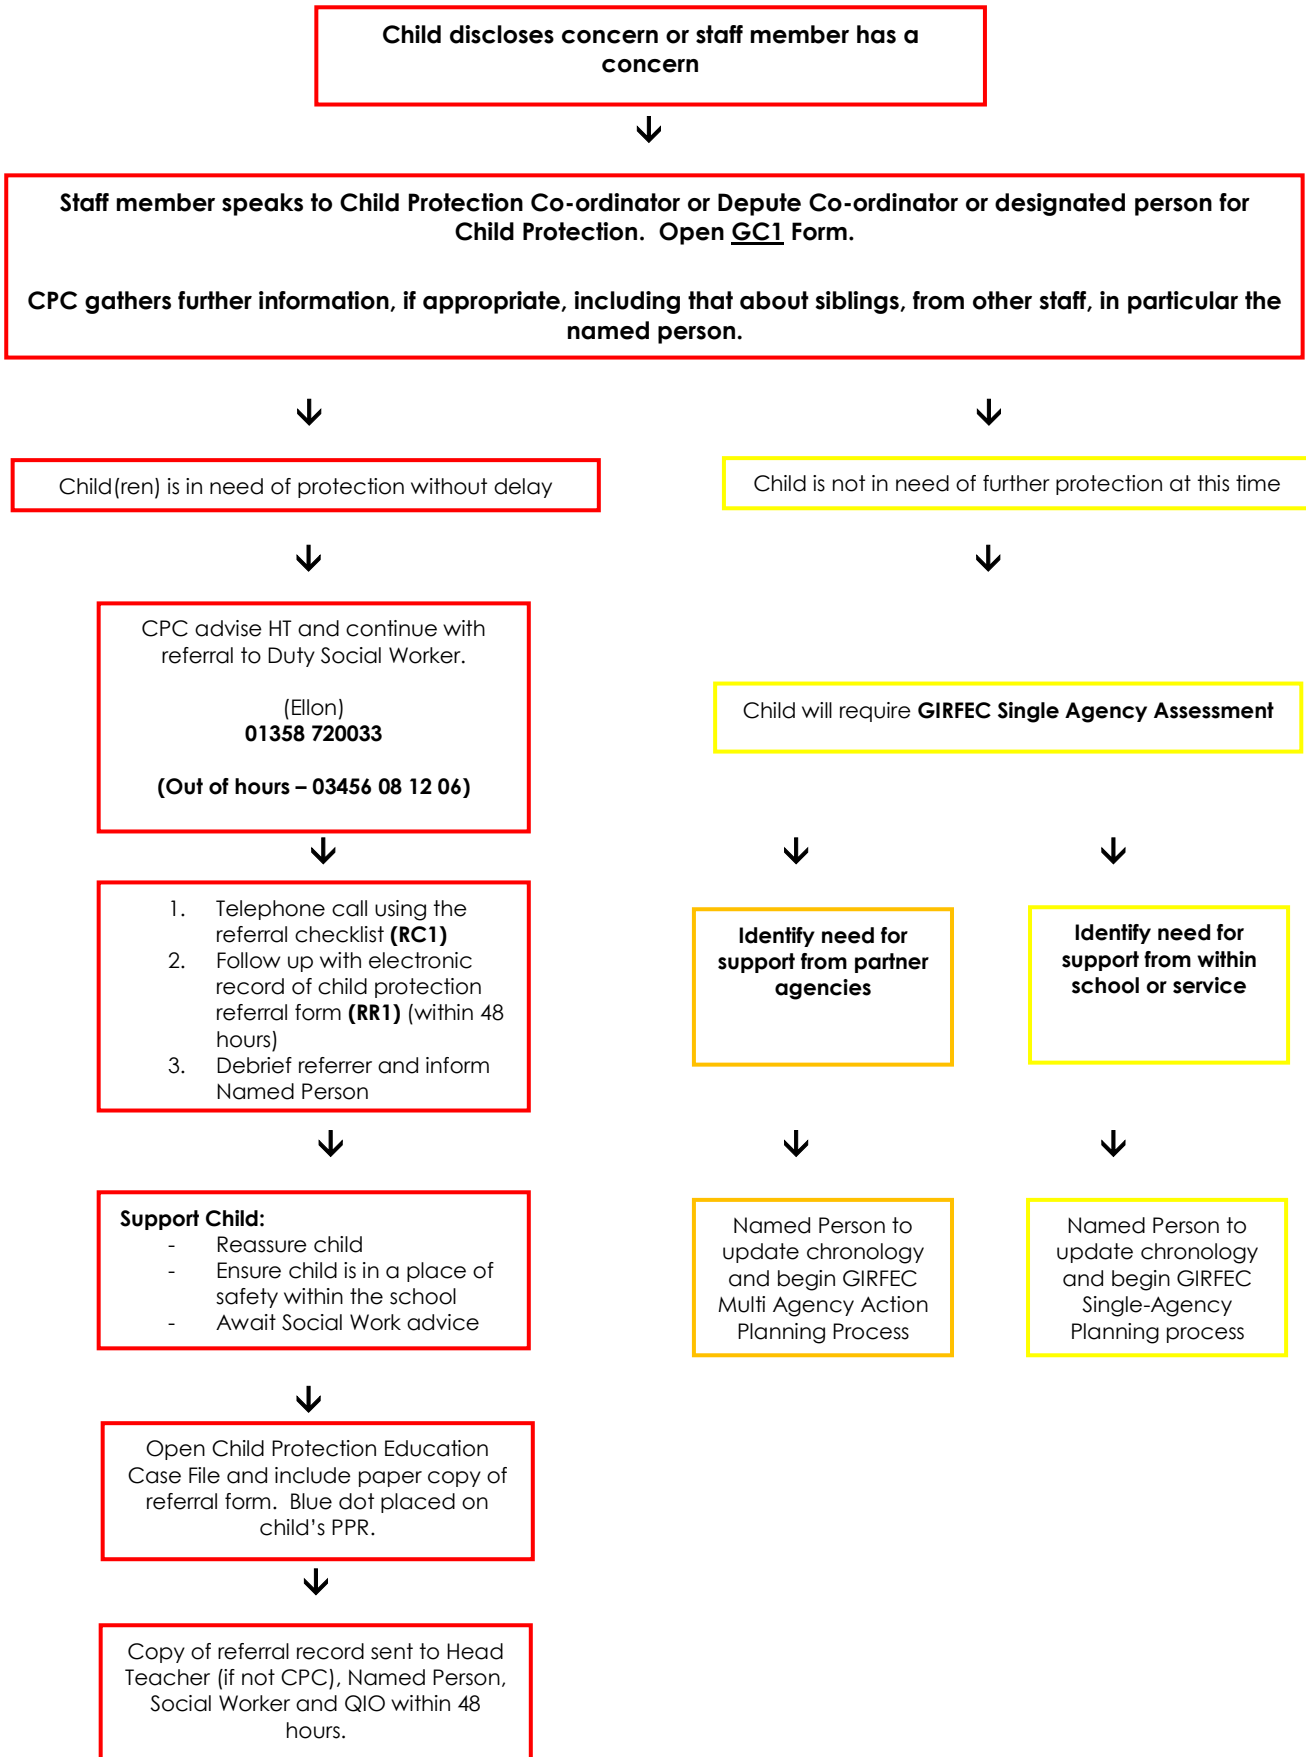 Child discloses concern or staff member has a
concern
Staff member speaks to Child Protection Co-ordinator or Depute Co-ordinator or designated person for
Child Protection.  Open GC1 Form.
CPC gathers further information, if appropriate, including that about siblings, from other staff, in particular the
named person.
Child(ren) is in need of protection without delay
CPC advise HT and continue with
referral to Duty Social Worker.
(Ellon)
01358 720033
(Out of hours – 03456 08 12 06)
1. Telephone call using the
referral checklist (RC1)
2. Follow up with electronic
record of child protection
referral form (RR1) (within 48
hours)
3. Debrief referrer and inform
Named Person
Support Child:
- Reassure child
- Ensure child is in a place of
safety within the school
- Await Social Work advice
Open Child Protection Education
Case File and include paper copy of
referral form.  Blue dot placed on
child's PPR.
Copy of referral record sent to Head
Teacher (if not CPC), Named Person,
Social Worker and QIO within 48
hours.
Child is not in need of further protection at this time
Child will require GIRFEC Single Agency Assessment
Identify need for
support from partner
agencies
Named Person to
update chronology
and begin GIRFEC
Multi Agency Action
Planning Process
Identify need for
support from within
school or service
Named Person to
update chronology
and begin GIRFEC
Single-Agency
Planning process